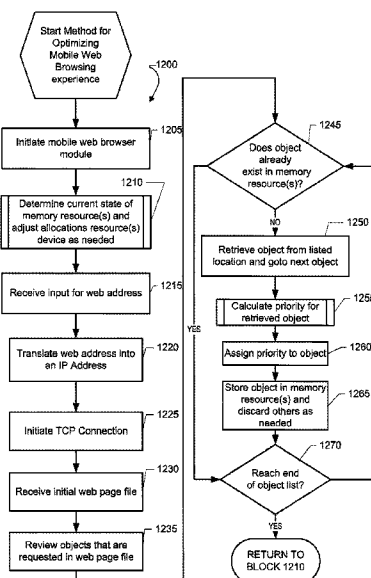 Start Method for
Optimizing
Mobile Web
Browsing
experience
1200
1205
Initiate mobile web browser
module
1210
Determine current state of
memory resource(s) and
adjust allocations resource(s)
device as needed
1215
Receive input for web address
1220
Translate web address into
an IP Address
1225
Initiate TCP Connection
1230
Receive initial web page file
1235
Review objects that are
requested in web page file
1245
Does object
already
exist in memory
resource(s)?
NO
1250
Retrieve object from listed
location and goto next object
Calculate priority for
retrieved object
YES
1260
Assign priority to object
1265
Store object in memory
resource(s) and
discard others as
needed
1270
Reach end
of object list?
YES
RETURN TO
BLOCK 1210